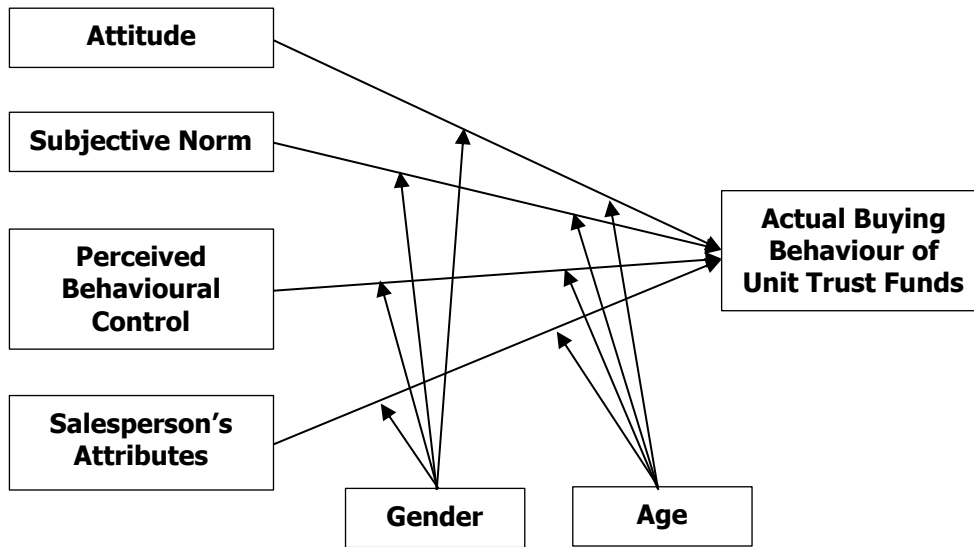 Attitude
Subjective Norm
Perceived
Behavioural
Control
Salesperson’s
Attributes
Actual Buying
Behaviour of
Unit Trust Funds
Gender
Age